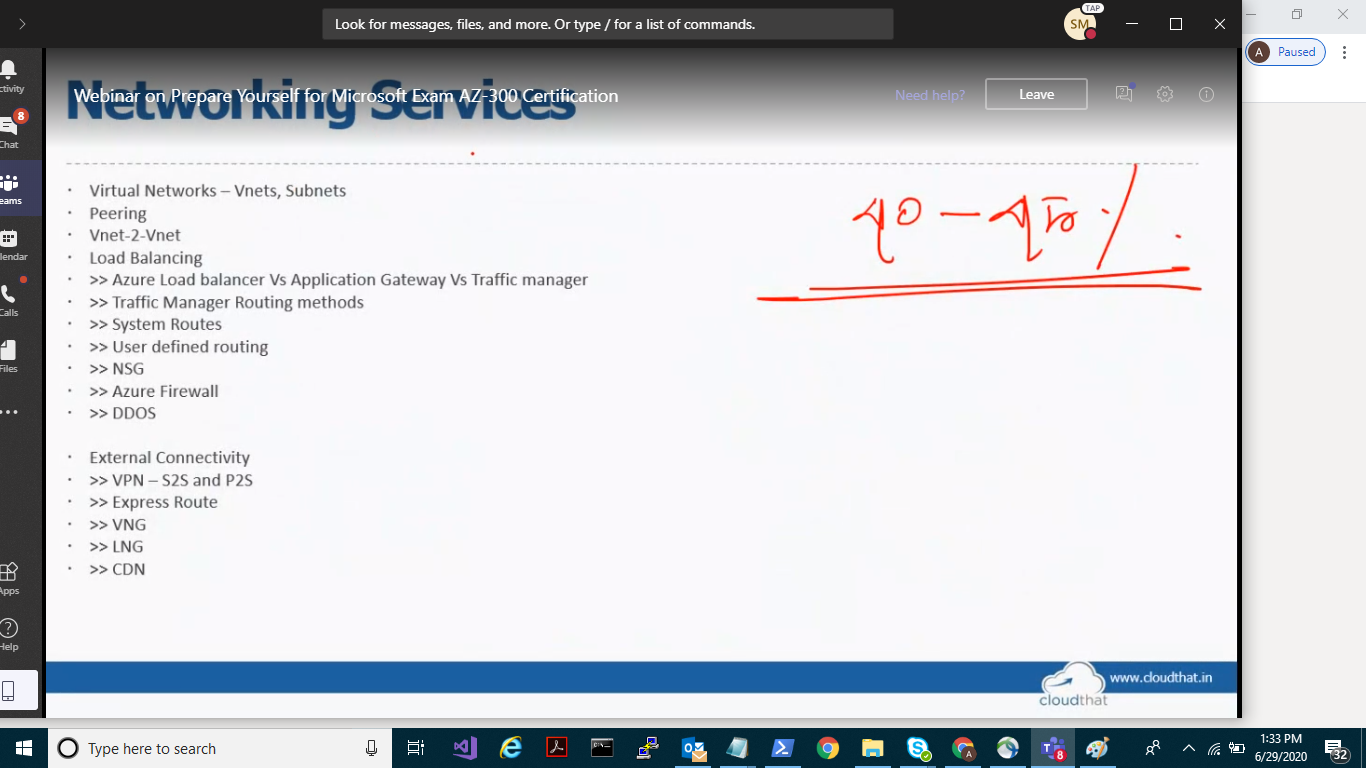 Look for messages, files, and more. Or type / for a list of commands.
SM
TAP
A Paused
Networking Services
Webinar on Prepare Yourself for Microsoft Exam AZ-300 Certification
Need help?
Leave
ctivity
8
Chat
eams
lendar
Calls
Files
Apps
Help
· Virtual Networks – Vnets, Subnets
· Peering
· Vnet-2-Vnet
· Load Balancing
· >> Azure Load balancer Vs Application Gateway Vs Traffic manager
· >> Traffic Manager Routing methods
· >> System Routes
· >> User defined routing
· >> NSG
· >> Azure Firewall
· >> DDOS
· External Connectivity
· >> VPN – S2S and P2S
· >> Express Route
· >> VNG
· >> LNG
· >> CDN
www.cloudthat.in
cloudthat
Type here to search
8
1:33 PM
6/29/2020
32